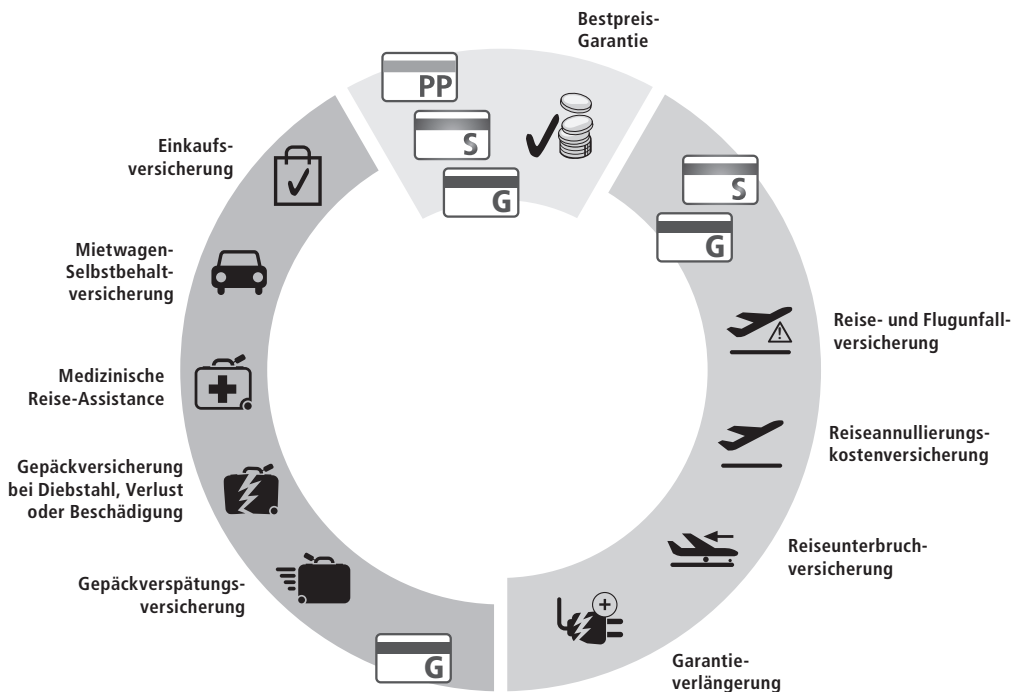 Bestpreis-
Garantie
PP
S
G
S
G
Reise- und Flugunfall-
versicherung
Reiseannullierungs-
kostenversicherung
Reiseunterbruch-
versicherung
Garantie-
verlängerung
Einkaufs-
versicherung
Mietwagen-
Selbstbehalt-
versicherung
Medizinische
Reise-Assistance
Gepäckversicherung
bei Diebstahl, Verlust
oder Beschädigung
Gepäckverspätungs-
versicherung
G